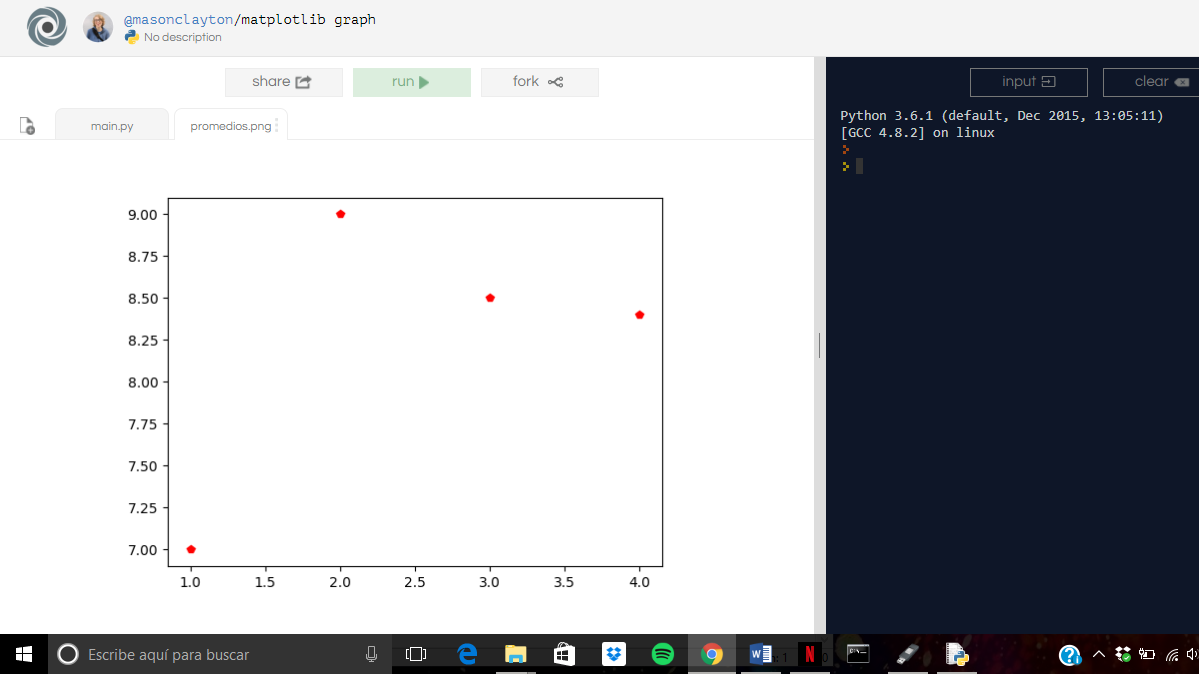 @masonclayton/matplotlib graph
No description
share
run
fork
main.py
promedios.png
9.00
8.75
8.50
8.25
8.00
7.75
7.50
7.25
7.00
1.0 1.5 2.0 2.5 3.0 3.5 4.0
input
clear
Python 3.6.1 (default, Dec 2015, 13:05:11)
[GCC 4.8.2] on linux
Escribe aquí para buscar